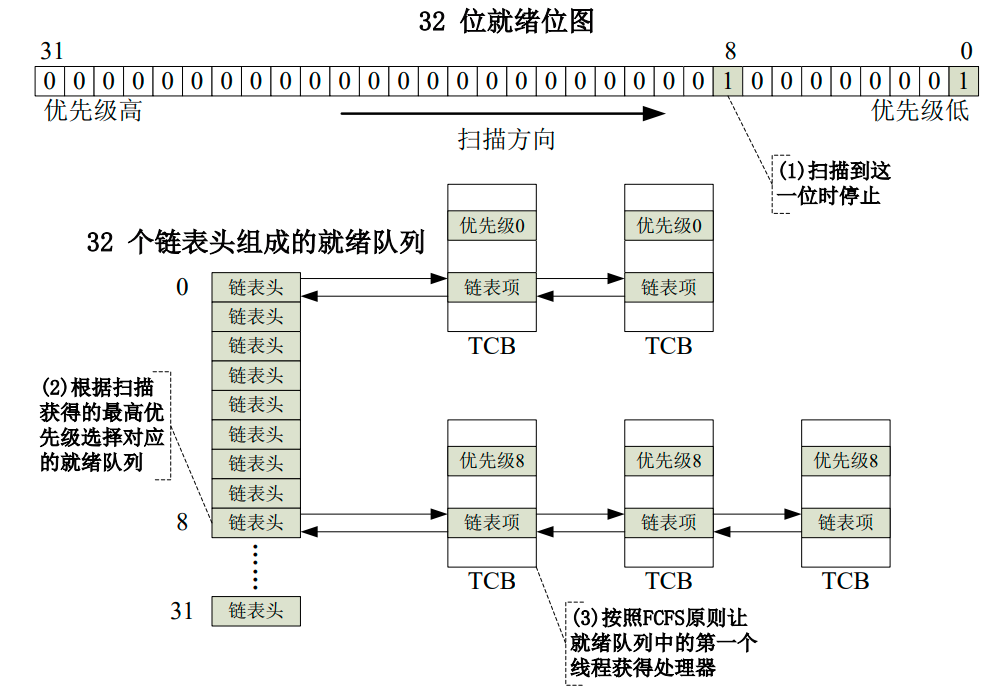 32 位就绪位图
31 8 0
0 0 0 0 0 0 0 0 0 0 0 0 0 0 0 0 0 0 0 0 0 0 0 1 0 0 0 0 0 0 0 1
优先级高
优先级低
扫描方向
(1)扫描到这
一位时停止
32 个链表头组成的就绪队列
优先级0 优先级0
0 链表头 链表项 链表项
链表头
TCB TCB
链表头
链表头
链表头
链表头
链表头
链表头
(2)根据扫描
获得的最高优
先级选择对应
的就绪队列
优先级8 优先级8 优先级8
8 链表头 链表项 链表项 链表项
TCB TCB TCB
31 链表头
(3)按照FCFS原则让
就绪队列中的第一个
线程获得处理器